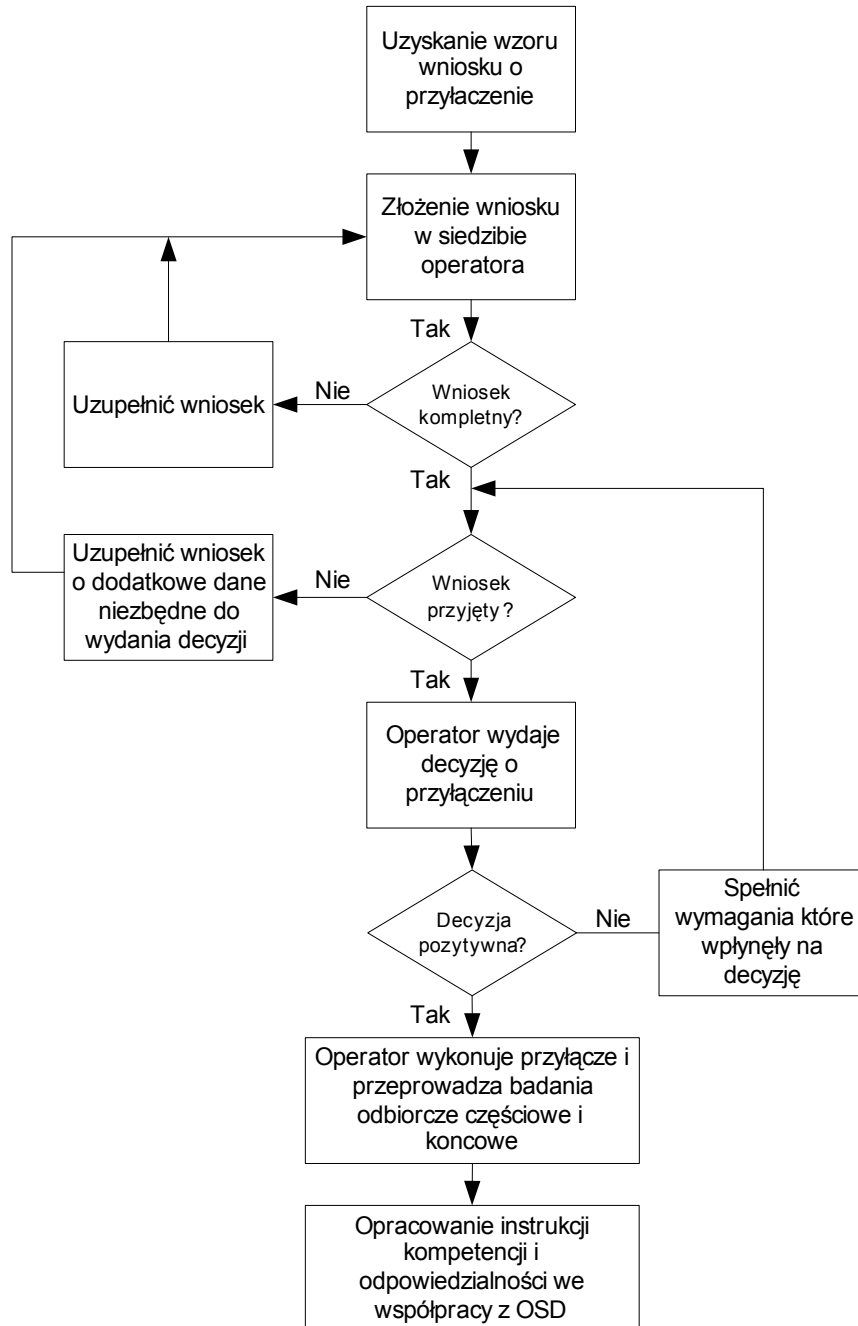 Uzyskanie wzoru
wniosku o
przyłaczenie
Złożenie wniosku
w siedzibie
operatora
Tak
Uzupełnić wniosek
Nie
Wniosek
kompletny?
Tak
Uzupełnić wniosek
o dodatkowe dane
niezbędne do
wydania decyzji
Nie
Wniosek
przyjęty ?
Tak
Operator wydaje
decyzję o
przyłączeniu
Decyzja
pozytywna?
Nie
Spełnić
wymagania które
wpłynęły na
decyzję
Tak
Operator wykonuje przyłącze i
przeprowadza badania
odbiorcze częściowe i
koncowe
Opracowanie instrukcji
kompetencji i
odpowiedzialności we
współpracy z OSD